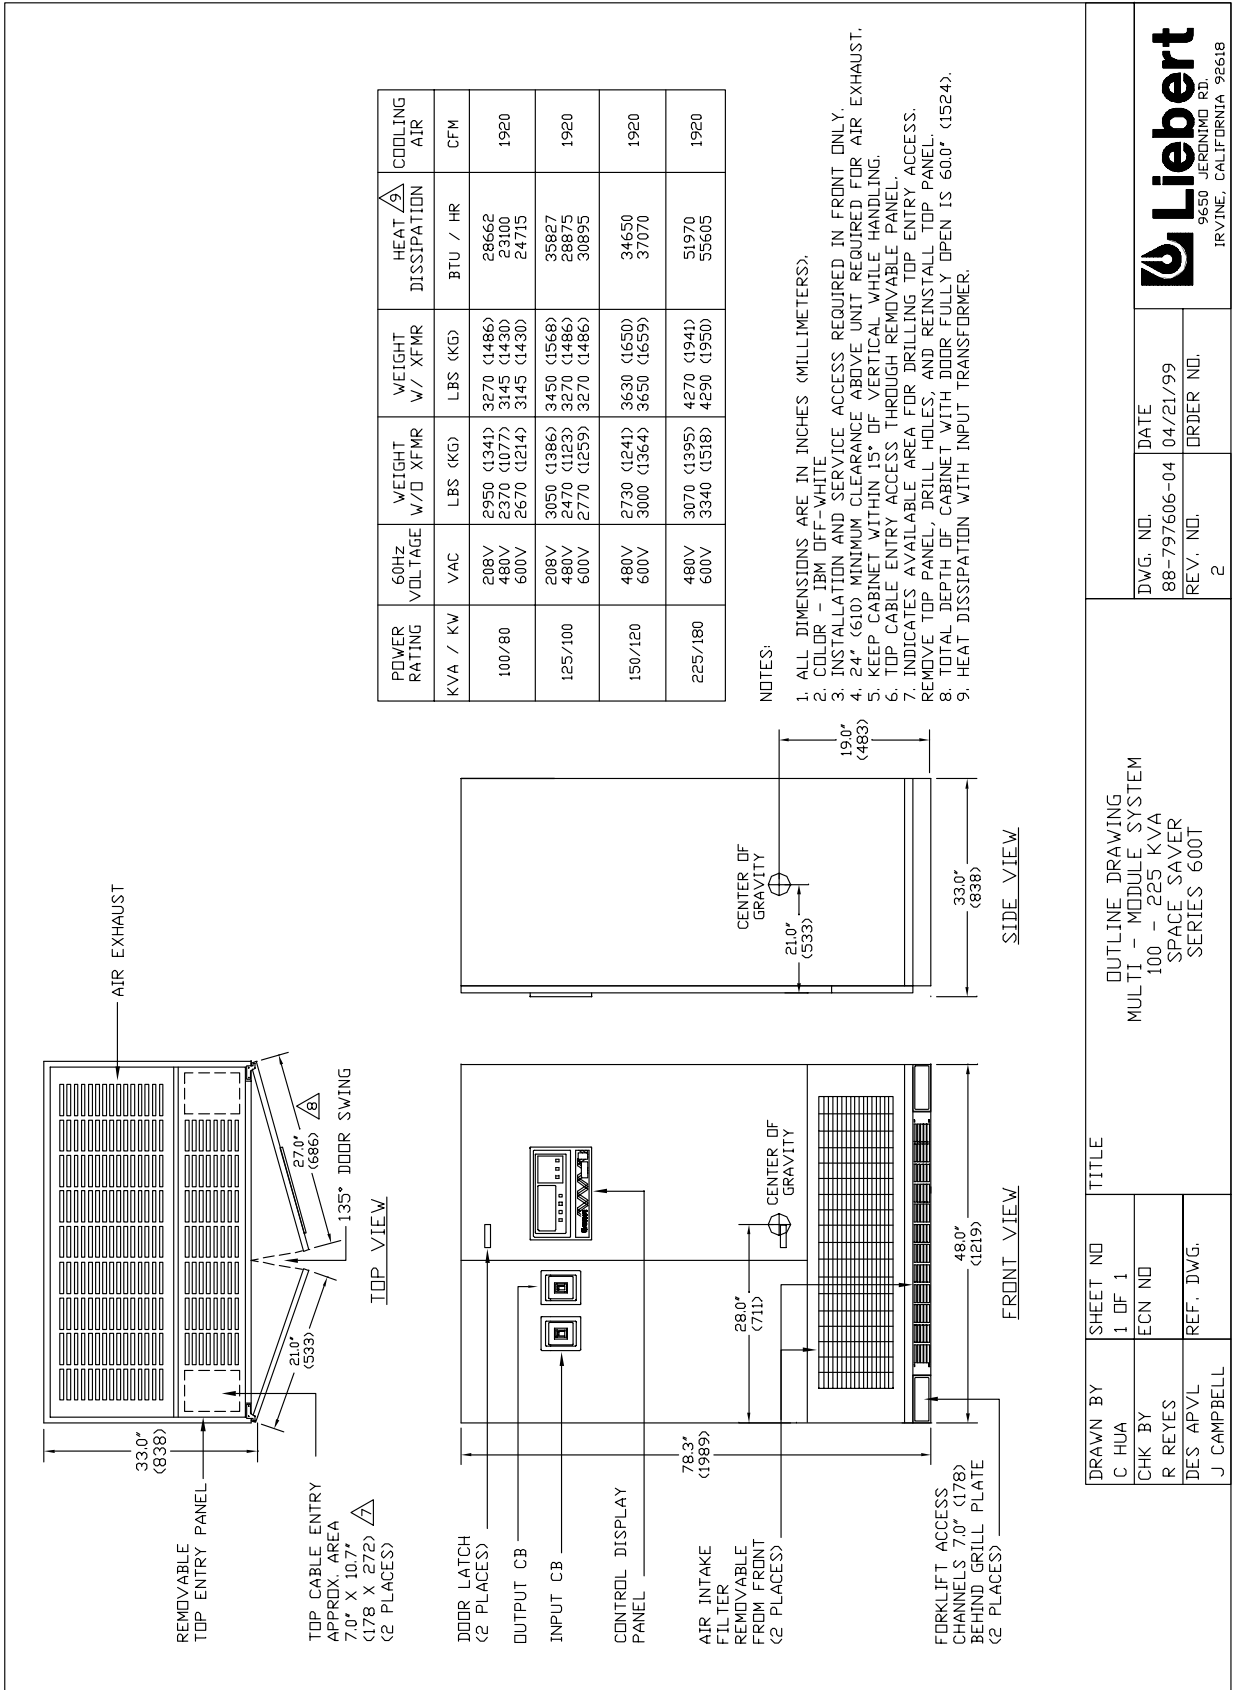 AIR EXHAUST
27.0"
(686)
8
135° DOOR SWING
21.0"
(533)
33.0"
(838)
REMOVABLE
TOP ENTRY PANEL
TOP CABLE ENTRY
APPROX. AREA
7.0" X 10.7"
(178 X 272) 7
(2 PLACES)
TOP VIEW
DOOR LATCH
(2 PLACES)
OUTPUT CB
INPUT CB
CONTROL DISPLAY
PANEL
AIR INTAKE
FILTER
REMOVABLE
FROM FRONT
(2 PLACES)
FORKLIFT ACCESS
CHANNELS 7.0" (178)
BEHIND GRILL PLATE
(2 PLACES)
78.3"
(1989)
28.0"
(711)
CENTER OF
GRAVITY
48.0"
(1219)
FRONT VIEW
CENTER OF
GRAVITY
21.0"
(533)
19.0"
(483)
33.0"
(838)
SIDE VIEW
POWER RATING 60Hz VOLTAGE WEIGHT W/O XFMR WEIGHT W/ XFMR HEAT 9 DISSIPATION COOLING AIR
KVA / KW VAC LBS (KG) LBS (KG) BTU / HR CFM
100/80 208V 2950 (1341) 3270 (1486) 28662 1920
480V 2370 (1077) 3145 (1430) 23100
600V 2670 (1214) 3145 (1430) 24715
125/100 208V 3050 (1386) 3450 (1568) 35827 1920
480V 2470 (1123) 3270 (1486) 28875
600V 2770 (1259) 3270 (1486) 30895
150/120 480V 2730 (1241) 3630 (1650) 34650 1920
600V 3000 (1364) 3650 (1659) 37070
225/180 480V 3070 (1395) 4270 (1941) 51970 1920
600V 3340 (1518) 4290 (1950) 55605
NOTES:
1. ALL DIMENSIONS ARE IN INCHES (MILLIMETERS).
2. COLOR - IBM OFF-WHITE
3. INSTALLATION AND SERVICE ACCESS REQUIRED IN FRONT ONLY.
4. 24" (610) MINIMUM CLEARANCE ABOVE UNIT REQUIRED FOR AIR EXHAUST.
5. KEEP CABINET WITHIN 15° OF VERTICAL WHILE HANDLING.
6. TOP CABLE ENTRY ACCESS THROUGH REMOVABLE PANEL.
7. INDICATES AVAILABLE AREA FOR DRILLING TOP ENTRY ACCESS.
REMOVE TOP PANEL, DRILL HOLES, AND REINSTALL TOP PANEL.
8. TOTAL DEPTH OF CABINET WITH DOOR FULLY OPEN IS 60.0" (1524).
9. HEAT DISSIPATION WITH INPUT TRANSFORMER.
DRAWN BY
C HUA
CHK BY
R REYES
DES APVL
J CAMPBELL
SHEET NO
1 OF 1
ECN NO
REF. DWG.
TITLE
OUTLINE DRAWING
MULTI - MODULE SYSTEM
100 - 225 KVA
SPACE SAVER
SERIES 600T
DWG. NO.
88-797606-04
DATE
04/21/99
REV. NO.
2
ORDER NO.
Liebert
9650 JERONIMO RD.
IRVINE, CALIFORNIA 92618